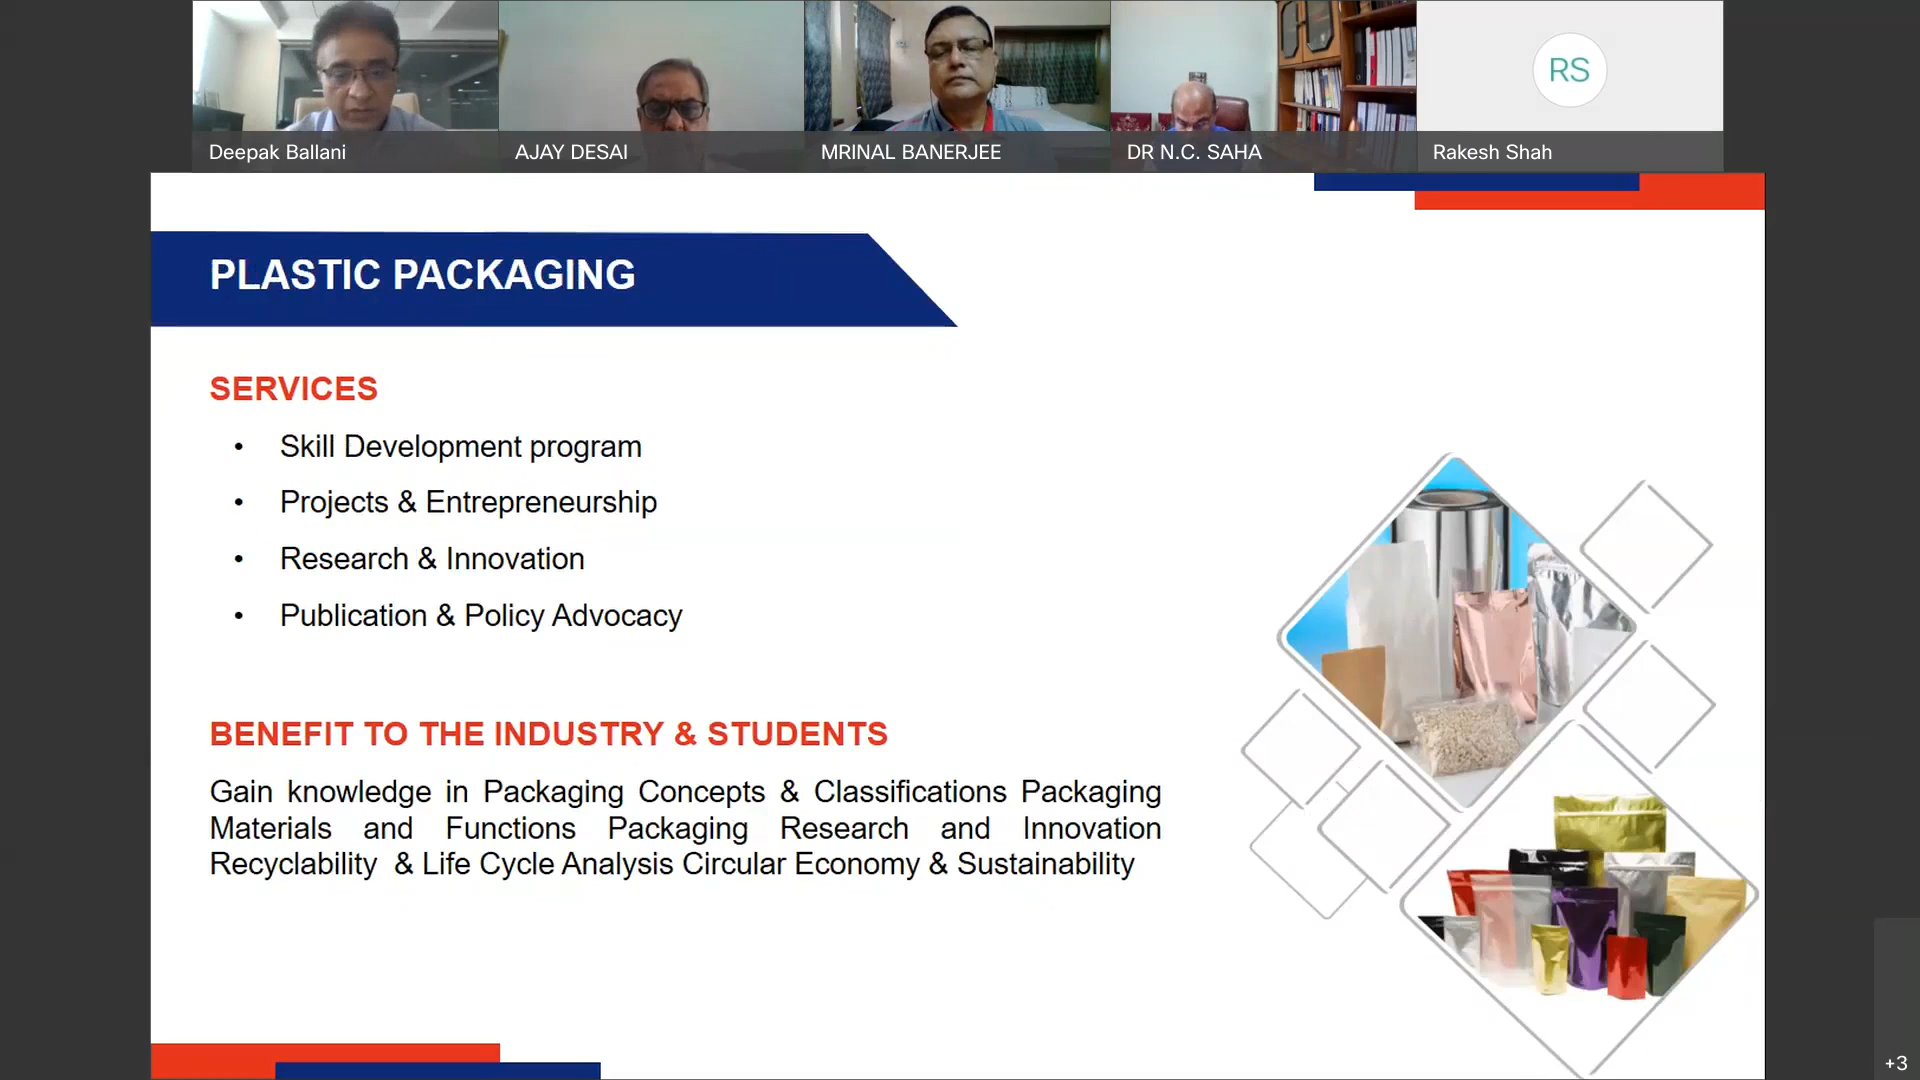 Deepak Ballani
AJAY DESAI
MRINAL BANERJEE
DR N.C. SAHA
RS
Rakesh Shah
PLASTIC PACKAGING
SERVICES
• Skill Development program
• Projects & Entrepreneurship
• Research & Innovation
• Publication & Policy Advocacy
BENEFIT TO THE INDUSTRY & STUDENTS
Gain knowledge in Packaging Concepts & Classifications Packaging
Materials and Functions Packaging Research and Innovation
Recyclability & Life Cycle Analysis Circular Economy & Sustainability
+3